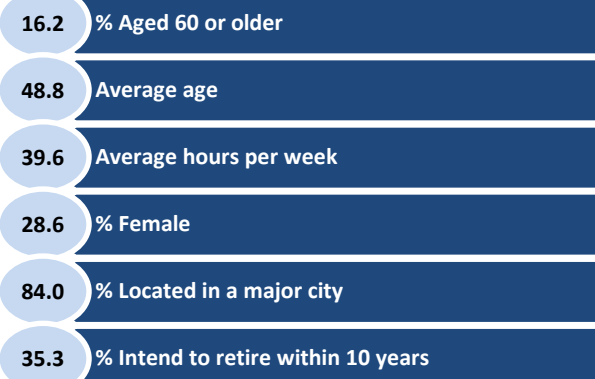 16.2 % Aged 60 or older
48.8 Average age
39.6 Average hours per week
28.6 % Female
84.0 % Located in a major city
35.3 % Intend to retire within 10 years